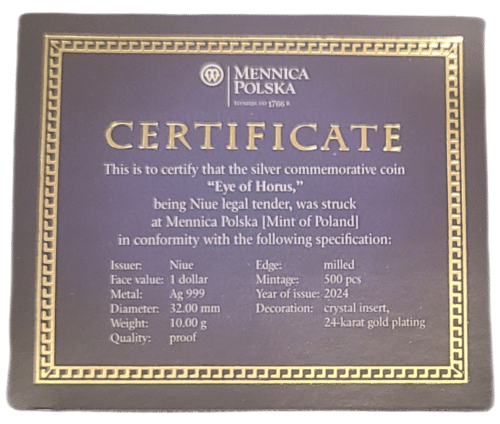 MENNICA
POLSKA
ISTNIEJE OD 1766 R
CERTIFICATE
This is to certify that the silver commemorative coin
“Eye of Horus,”
being Niue legal tender, was struck
at Mennica Polska [Mint of Poland]
in conformity with the following specification:
Issuer: Niue
Face value: 1 dollar
Metal: Ag 999
Diameter: 32.00 mm
Weight: 10.00 g
Quality: proof
Edge: milled
Mintage: 500 pcs
Year of issue: 2024
Decoration: crystal insert,
24-karat gold plating